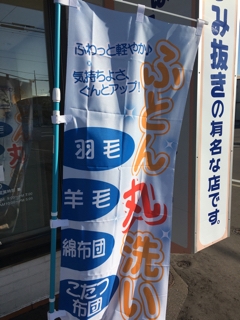 ふわっと軽やか♪
気持ちよさ、
ぐんとアップ!
ふとん丸洗い
羽毛
羊毛
綿布団
こたつ
布団
み抜きの有名な店です。